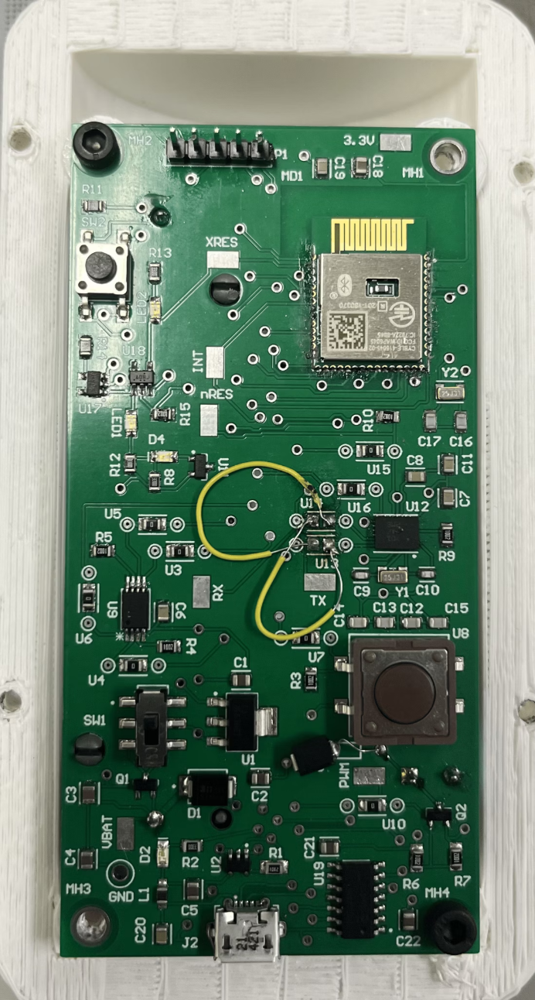 MH2
P1
3.3V
MD1
C19
C18
MH1
R11
SW2
XRES
R13
LED2
U18
INT
U17
nRES
LED1
R15
Y2
R10
C17
C16
D4
R12
R8
U15
C8
C11
U16
U12
C7
U5
R5
U3
RX
TX
R9
C9
Y1
C10
C14
C13
C12
C15
U9
C6
U6
R4
U7
U8
U4
C1
R3
SW1
U1
PWM
Q1
C3
D1
C2
U10
Q2
VBAT
D2
R2
U2
R1
C21
U19
R6
R7
C4
GND
MH3
L1
C5
MH4
C20
J2
C22